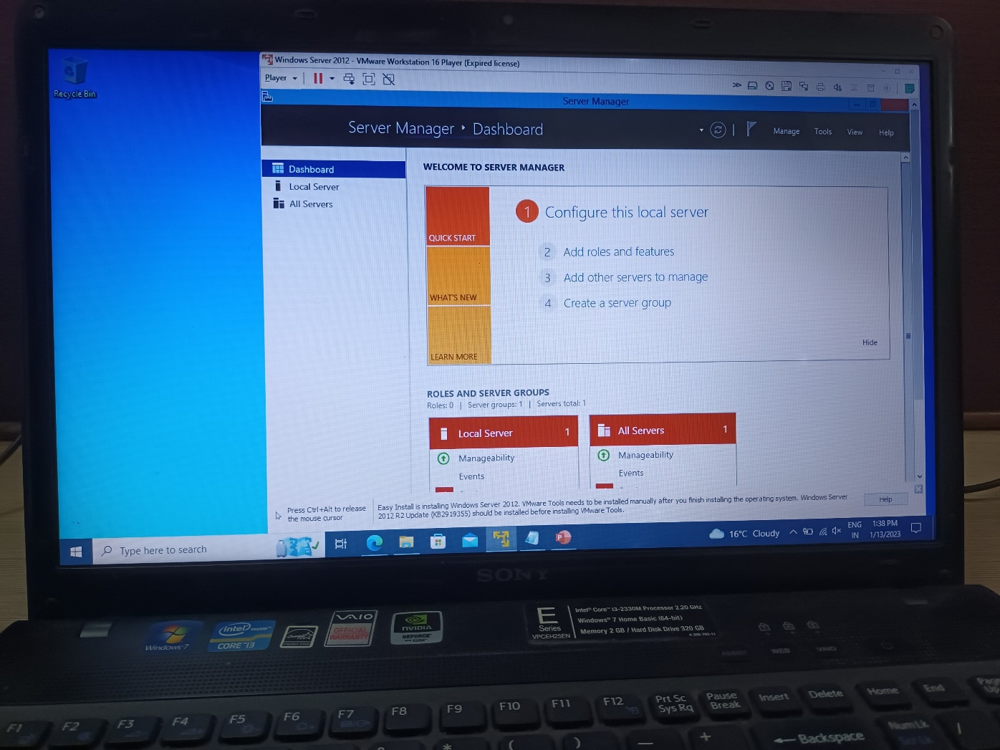 Recycle Bin
Windows Server 2012 - VMware Workstation 16 Player (Expired license)
Player
Server Manager
Server Manager
Dashboard
Manage
Tools
View
Help
Dashboard
Local Server
All Servers
WELCOME TO SERVER MANAGER
QUICK START
WHAT'S NEW
LEARN MORE
1 Configure this local server
2 Add roles and features
3 Add other servers to manage
4 Create a server group
Hide
ROLES AND SERVER GROUPS
Roles: 0 | Server groups: 1 | Servers total: 1
Local Server 1
Manageability
Events
All Servers 1
Manageability
Events
Press Ctrl+Alt to release
the mouse cursor
Easy Install is installing Windows Server 2012. VMware Tools needs to be installed manually after you finish installing the operating system. Windows Server
2012 R2 Update (KB2919355) should be installed before installing VMware Tools.
Help
Type here to search
16°C Cloudy
ENG
IN
1:38 PM
1/13/2023
SONY
Windows 7
intel inside
CORE i3
VAIO
OFFICIAL
WARRANTY
NVIDIA
GEFORCE
CUDA
E
Series
VPCEH25EN
Intel® Core™ i3-2330M Processor 2.20 GHz
Windows® 7 Home Basic (64-bit)
Memory 2 GB / Hard Disk Drive 320 GB
WEB
VAIO
F1
F2
F3
F4
F5
F6
F7
F8
F9
F10
F11
F12
Prt Sc
Sys Rq
Pause
Break
Insert
Delete
Home
End
Num Lk
* ( ) — +
Backspace